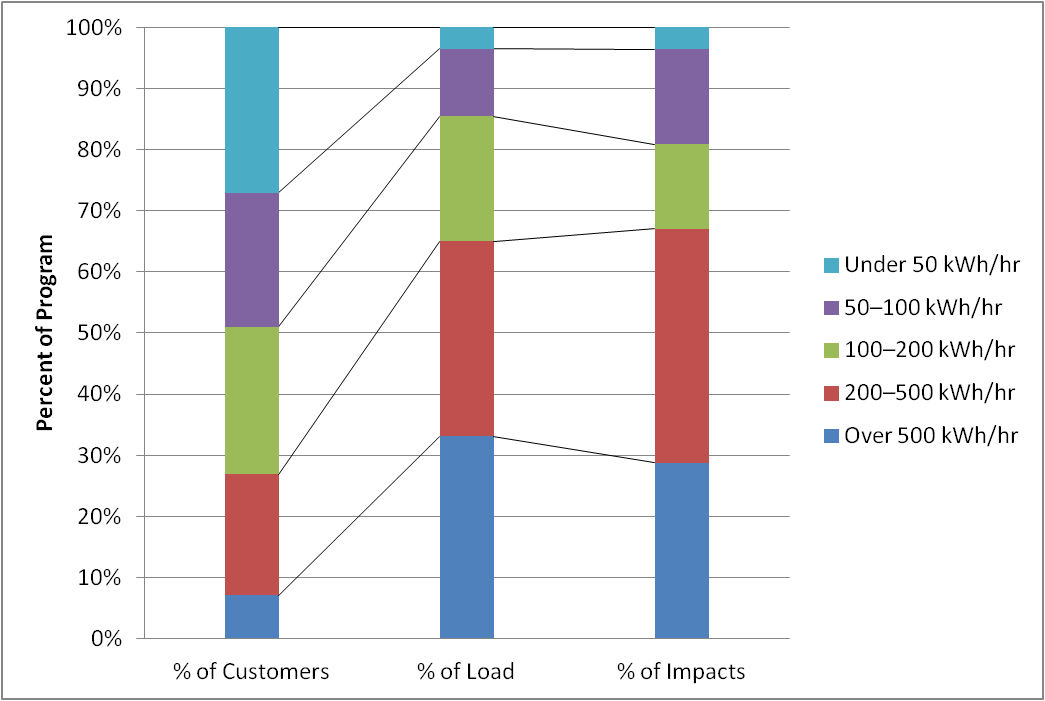 100%
90%
80%
70%
60%
50%
40%
30%
20%
10%
0%
Percent of Program
% of Customers
% of Load
% of Impacts
Under 50 kWh/hr
50–100 kWh/hr
100–200 kWh/hr
200–500 kWh/hr
Over 500 kWh/hr